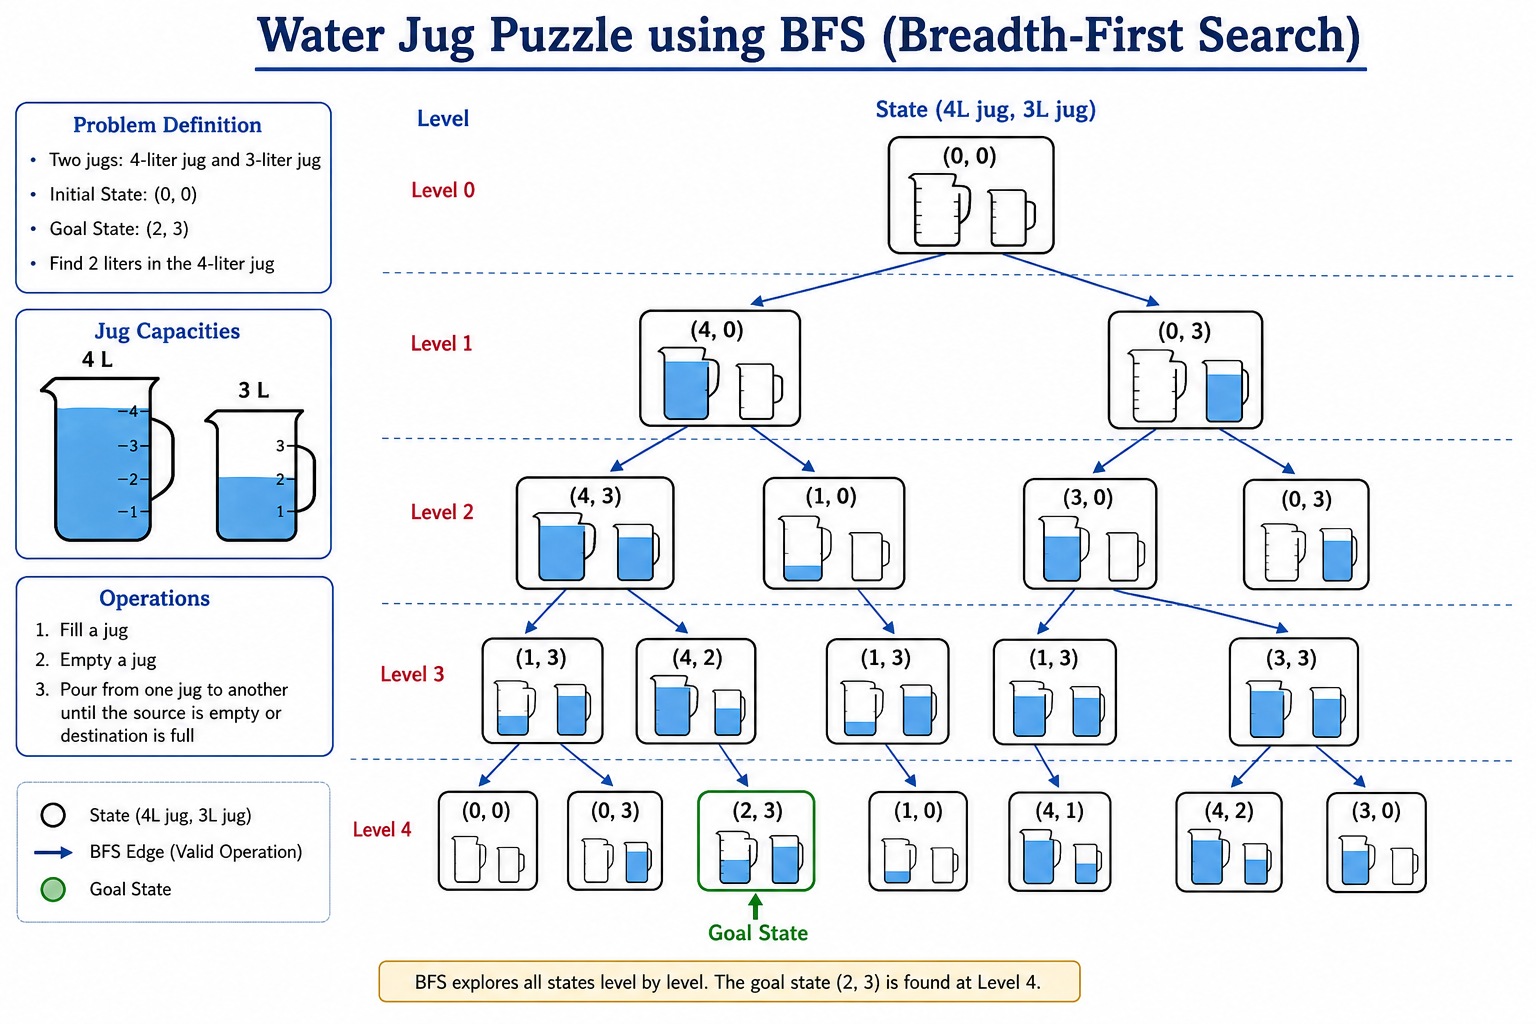 Water Jug Puzzle using BFS (Breadth-First Search)
Problem Definition
• Two jugs: 4-liter jug and 3-liter jug
• Initial State: (0, 0)
• Goal State: (2, 3)
• Find 2 liters in the 4-liter jug
Jug Capacities
4 L
3 L
4
3
2
1
3
2
1
Operations
1. Fill a jug
2. Empty a jug
3. Pour from one jug to another
until the source is empty or
destination is full
State (4L jug, 3L jug)
BFS Edge (Valid Operation)
Goal State
Level
State (4L jug, 3L jug)
Level 0
(0, 0)
Level 1
(4, 0)
(0, 3)
Level 2
(4, 3)
(1, 0)
(3, 0)
(0, 3)
Level 3
(1, 3)
(4, 2)
(1, 3)
(1, 3)
(3, 3)
Level 4
(0, 0)
(0, 3)
(2, 3)
(1, 0)
(4, 1)
(4, 2)
(3, 0)
Goal State
BFS explores all states level by level. The goal state (2, 3) is found at Level 4.